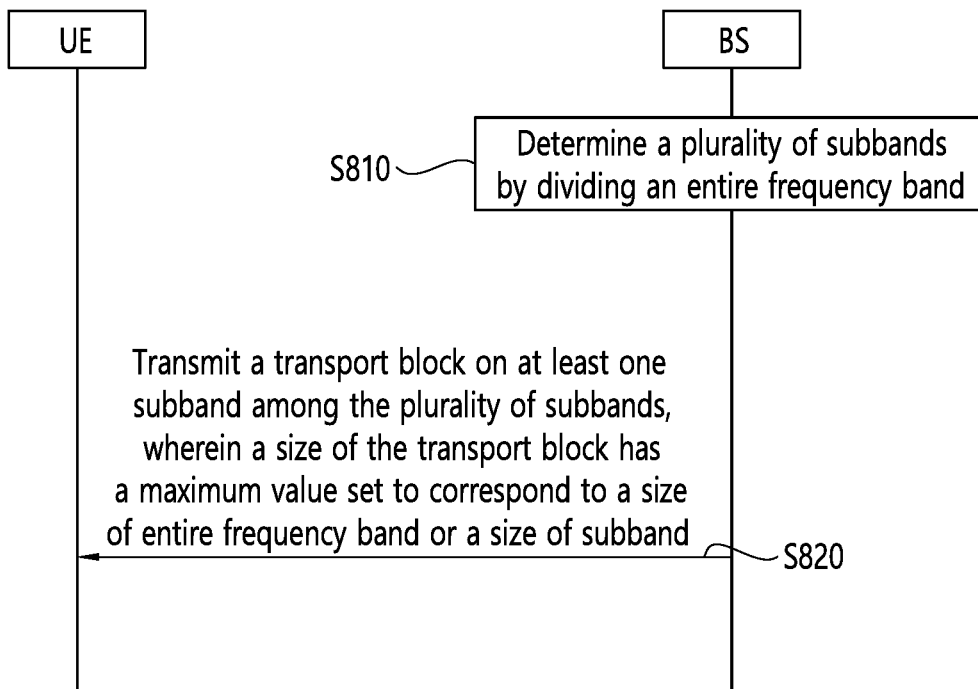 UE
BS
Determine a plurality of subbands
by dividing an entire frequency band
S810
Transmit a transport block on at least one
subband among the plurality of subbands,
wherein a size of the transport block has
a maximum value set to correspond to a size
of entire frequency band or a size of subband
S820